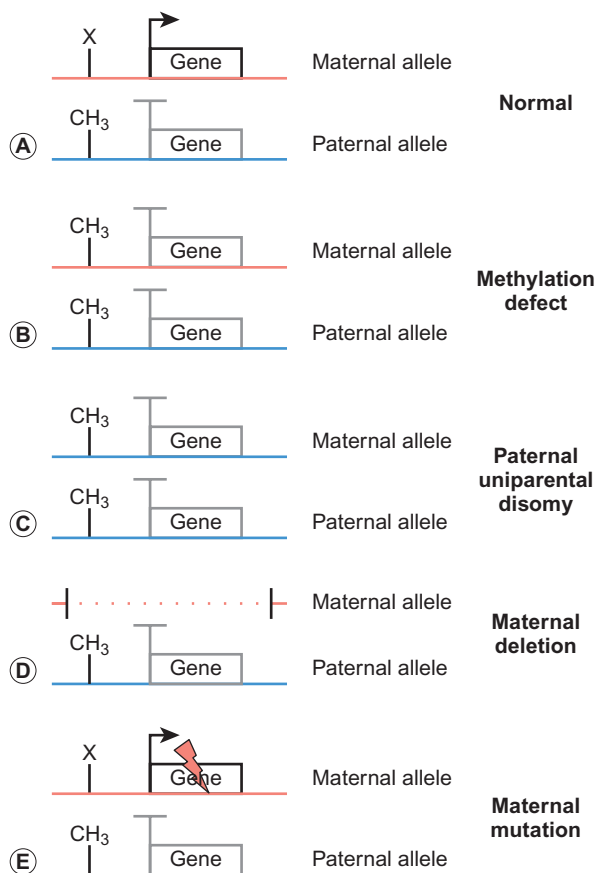 X
Gene
Maternal allele
Normal
CH3
A
Gene
Paternal allele
CH3
Gene
Maternal allele
Methylation
defect
CH3
B
Gene
Paternal allele
CH3
Gene
Maternal allele
Paternal
uniparental
disomy
CH3
C
Gene
Paternal allele
Maternal allele
Maternal
deletion
CH3
D
Gene
Paternal allele
X
Gene
Maternal allele
Maternal
mutation
CH3
E
Gene
Paternal allele